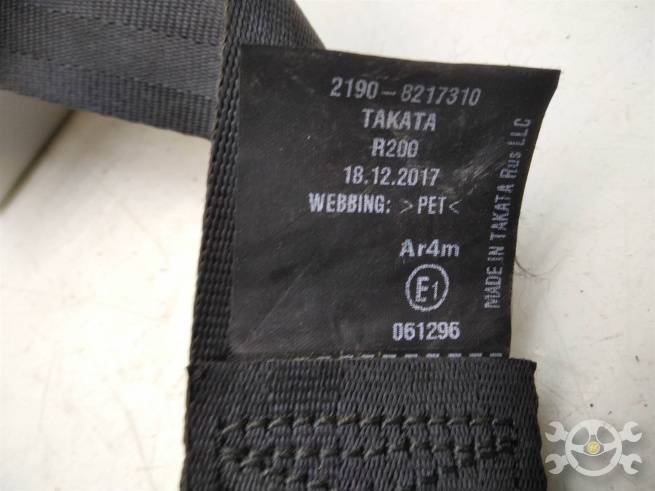 2190-8217310
TAKATA
R200
18.12.2017
WEBBING: >PET<
Ar4m
E1
061296
MADE IN TAKATA Rus LLC